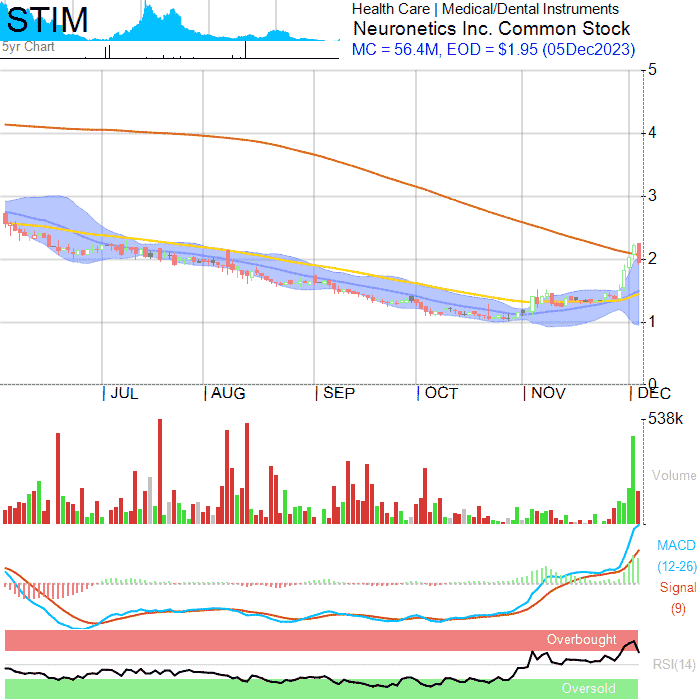 STIM
5yr Chart
Health Care | Medical/Dental Instruments
Neuronetics Inc. Common Stock
MC = 56.4M, EOD = $1.95 (05Dec2023)
5
4
3
2
1
0
JUL AUG SEP OCT NOV DEC
538k
Volume
MACD
(12-26)
Signal
(9)
Overbought
RSI(14)
Oversold